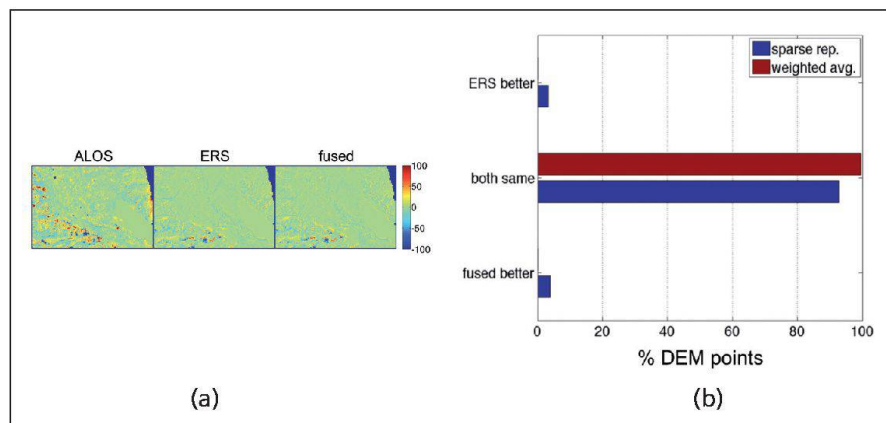 ALOS ERS fused
100
50
0
-50
-100
(a)
sparse rep.
weighted avg.
ERS better
both same
fused better
0 20 40 60 80 100
% DEM points
(b)